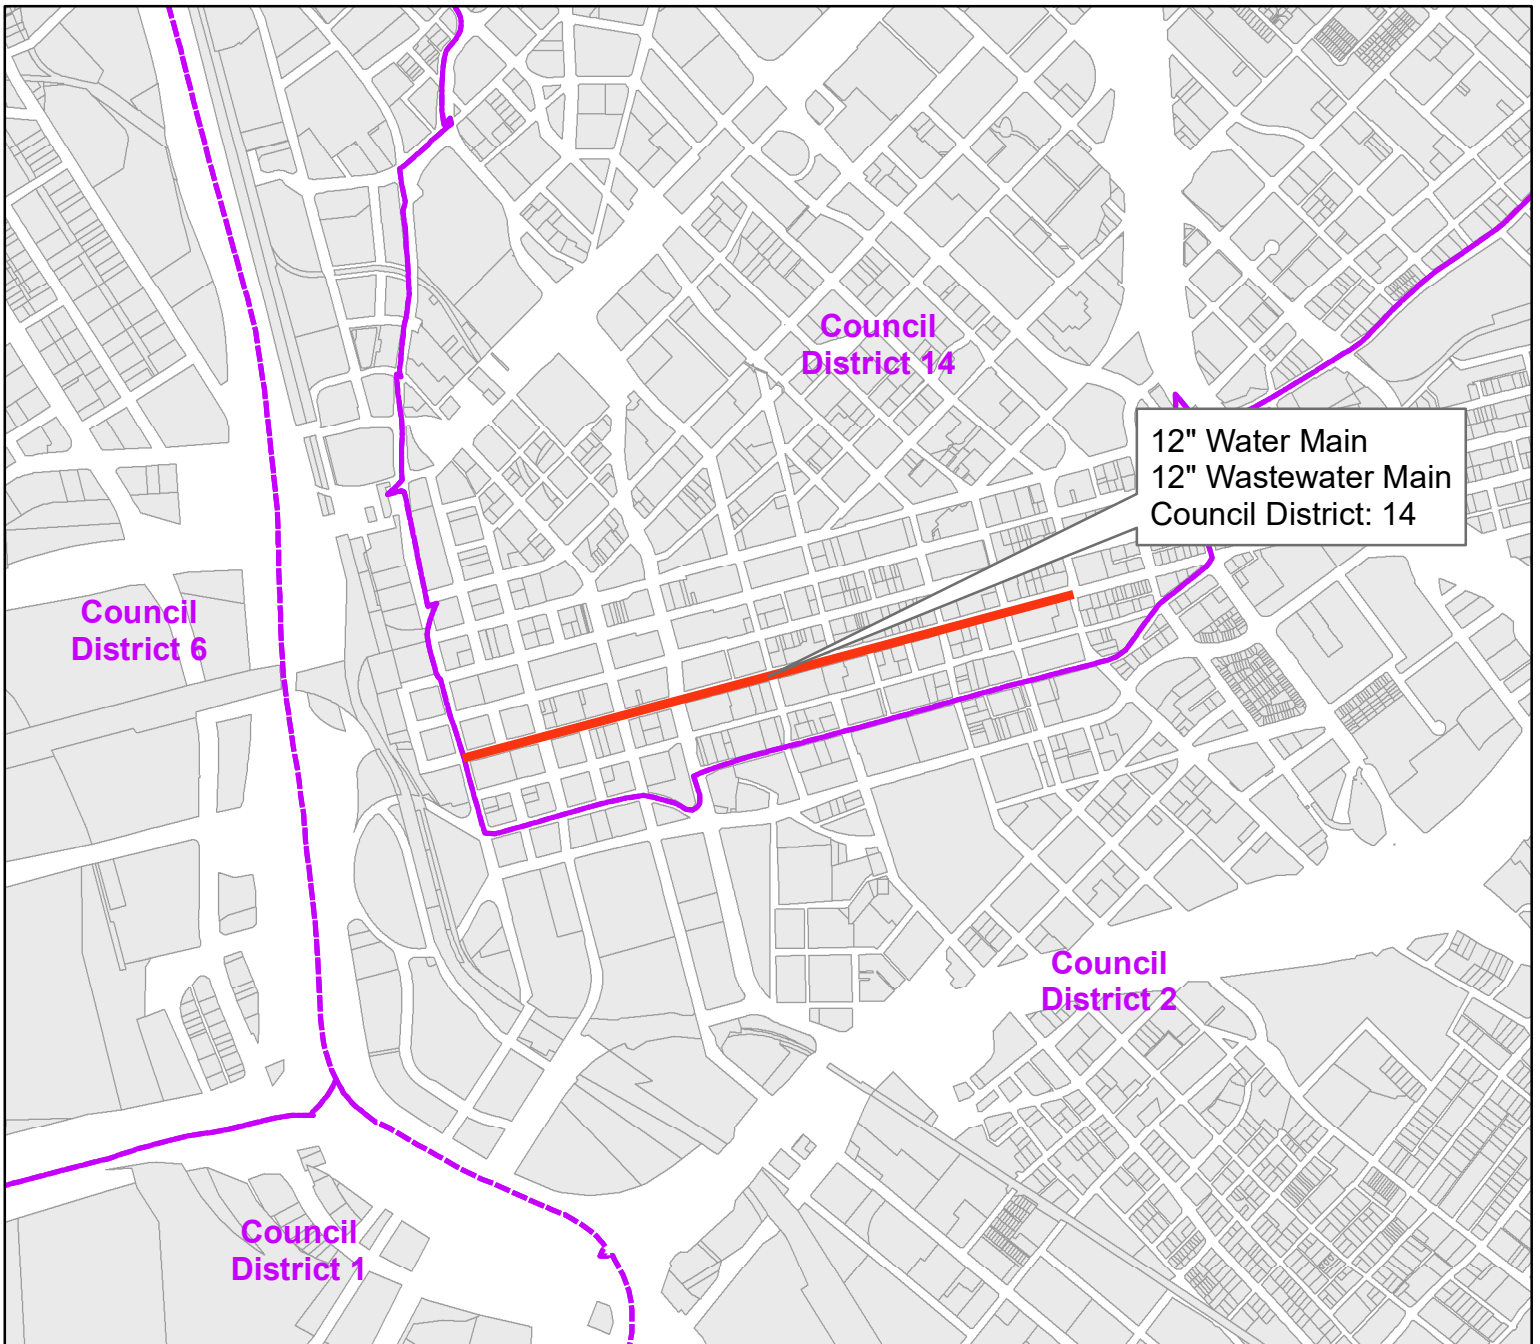 Council
District 14
12" Water Main
12" Wastewater Main
Council District: 14
Council
District 6
Council
District 2
Council
District 1